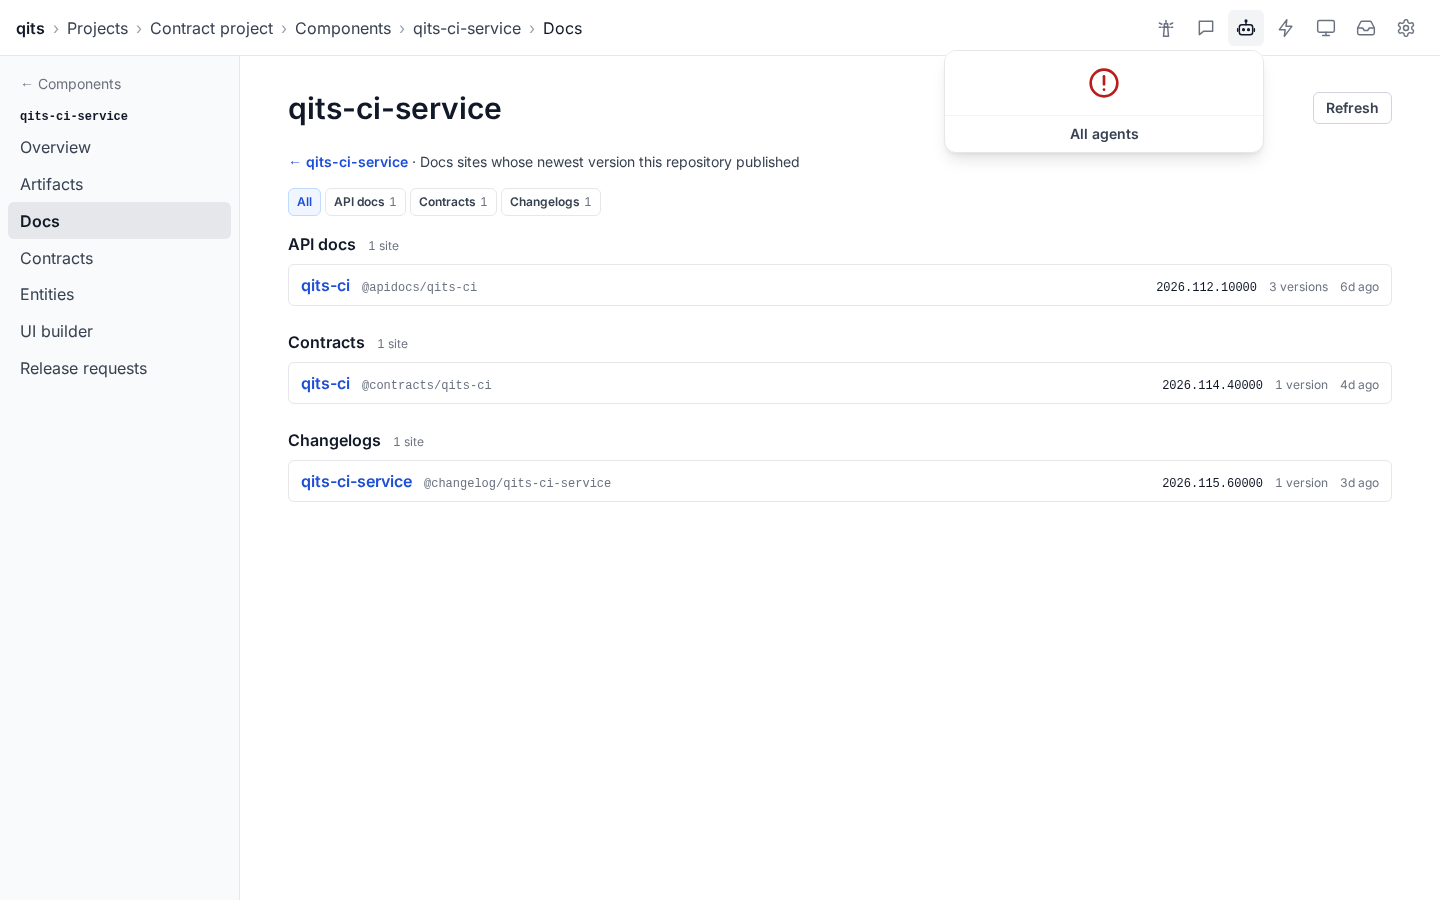 qits › Projects › Contract project › Components › qits-ci-service › Docs
← Components
qits-ci-service
Overview
Artifacts
Docs
Contracts
Entities
UI builder
Release requests
All agents
qits-ci-service
Refresh
← qits-ci-service · Docs sites whose newest version this repository published
All
API docs 1
Contracts 1
Changelogs 1
API docs 1 site
qits-ci @apidocs/qits-ci 2026.112.10000 3 versions 6d ago
Contracts 1 site
qits-ci @contracts/qits-ci 2026.114.40000 1 version 4d ago
Changelogs 1 site
qits-ci-service @changelog/qits-ci-service 2026.115.60000 1 version 3d ago